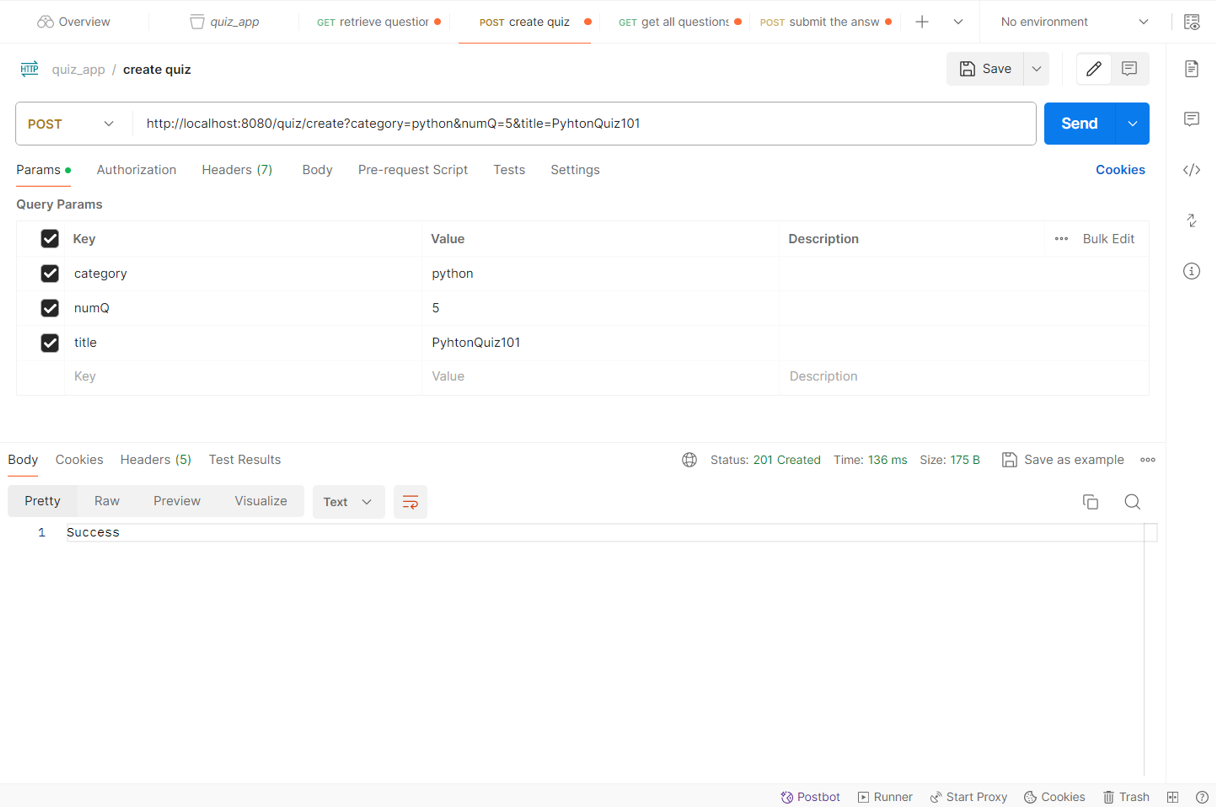 Overview quiz_app GET retrieve question POST create quiz GET get all questions POST submit the answ No environment
HTTP quiz_app / create quiz Save
POST http://localhost:8080/quiz/create?category=python&numQ=5&title=PyhtonQuiz101 Send
Params Authorization Headers (7) Body Pre-request Script Tests Settings Cookies
Query Params
Key Value Description Bulk Edit
category python
numQ 5
title PyhtonQuiz101
Key Value Description
Body Cookies Headers (5) Test Results Status: 201 Created Time: 136 ms Size: 175 B Save as example
Pretty Raw Preview Visualize Text
1 Success
Postbot Runner Start Proxy Cookies Trash